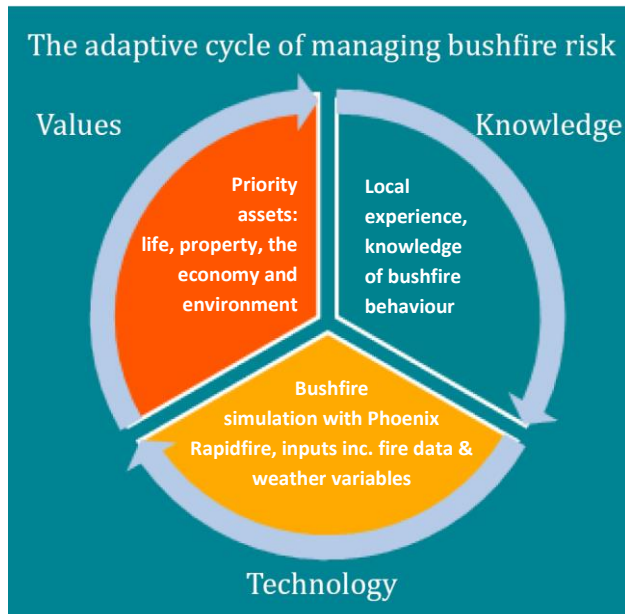 The adaptive cycle of managing bushfire risk
Values
Knowledge
Priority
assets:
life, property, the
economy and
environment
Local
experience,
knowledge
of bushfire
behaviour
Bushfire
simulation with Phoenix
Rapidfire, inputs inc. fire data &
weather variables
Technology